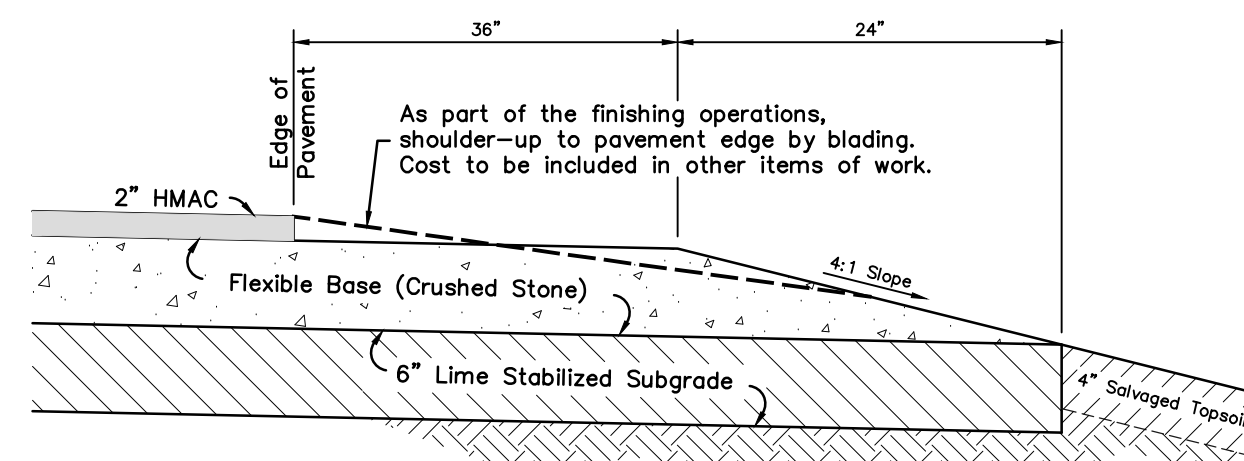 36”
24”
Edge of
Pavement
As part of the finishing operations,
shoulder–up to pavement edge by blading.
Cost to be included in other items of work.
2” HMAC
4:1 Slope
Flexible Base (Crushed Stone)
6” Lime Stabilized Subgrade
4” Salvaged Topsoi